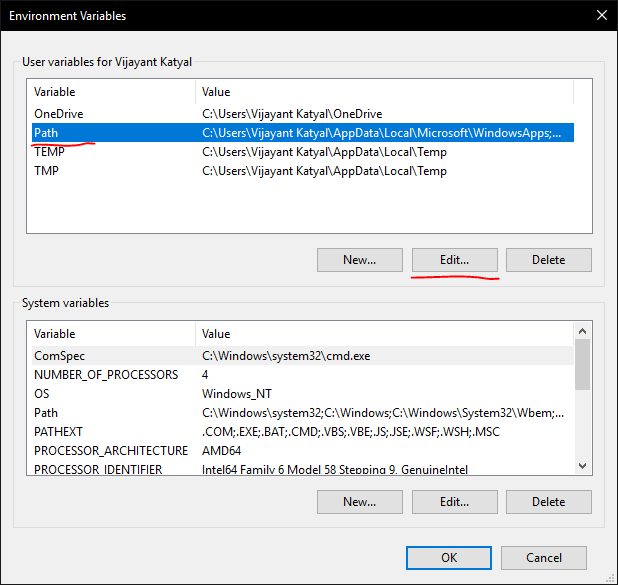 Environment Variables
User variables for Vijayant Katyal
Variable Value
OneDrive C:\Users\Vijayant Katyal\OneDrive
Path C:\Users\Vijayant Katyal\AppData\Local\Microsoft\WindowsApps;...
TEMP C:\Users\Vijayant Katyal\AppData\Local\Temp
TMP C:\Users\Vijayant Katyal\AppData\Local\Temp
New... Edit... Delete
System variables
Variable Value
ComSpec C:\Windows\system32\cmd.exe
NUMBER_OF_PROCESSORS 4
OS Windows_NT
Path C:\Windows\system32;C:\Windows;C:\Windows\System32\Wbem;...
PATHEXT .COM;.EXE;.BAT;.CMD;.VBS;.VBE;.JS;.JSE;.WSF;.WSH;.MSC
PROCESSOR_ARCHITECTURE AMD64
PROCESSOR_IDENTIFIER Intel64 Family 6 Model 58 Stepping 9, GenuineIntel
New... Edit... Delete
OK Cancel